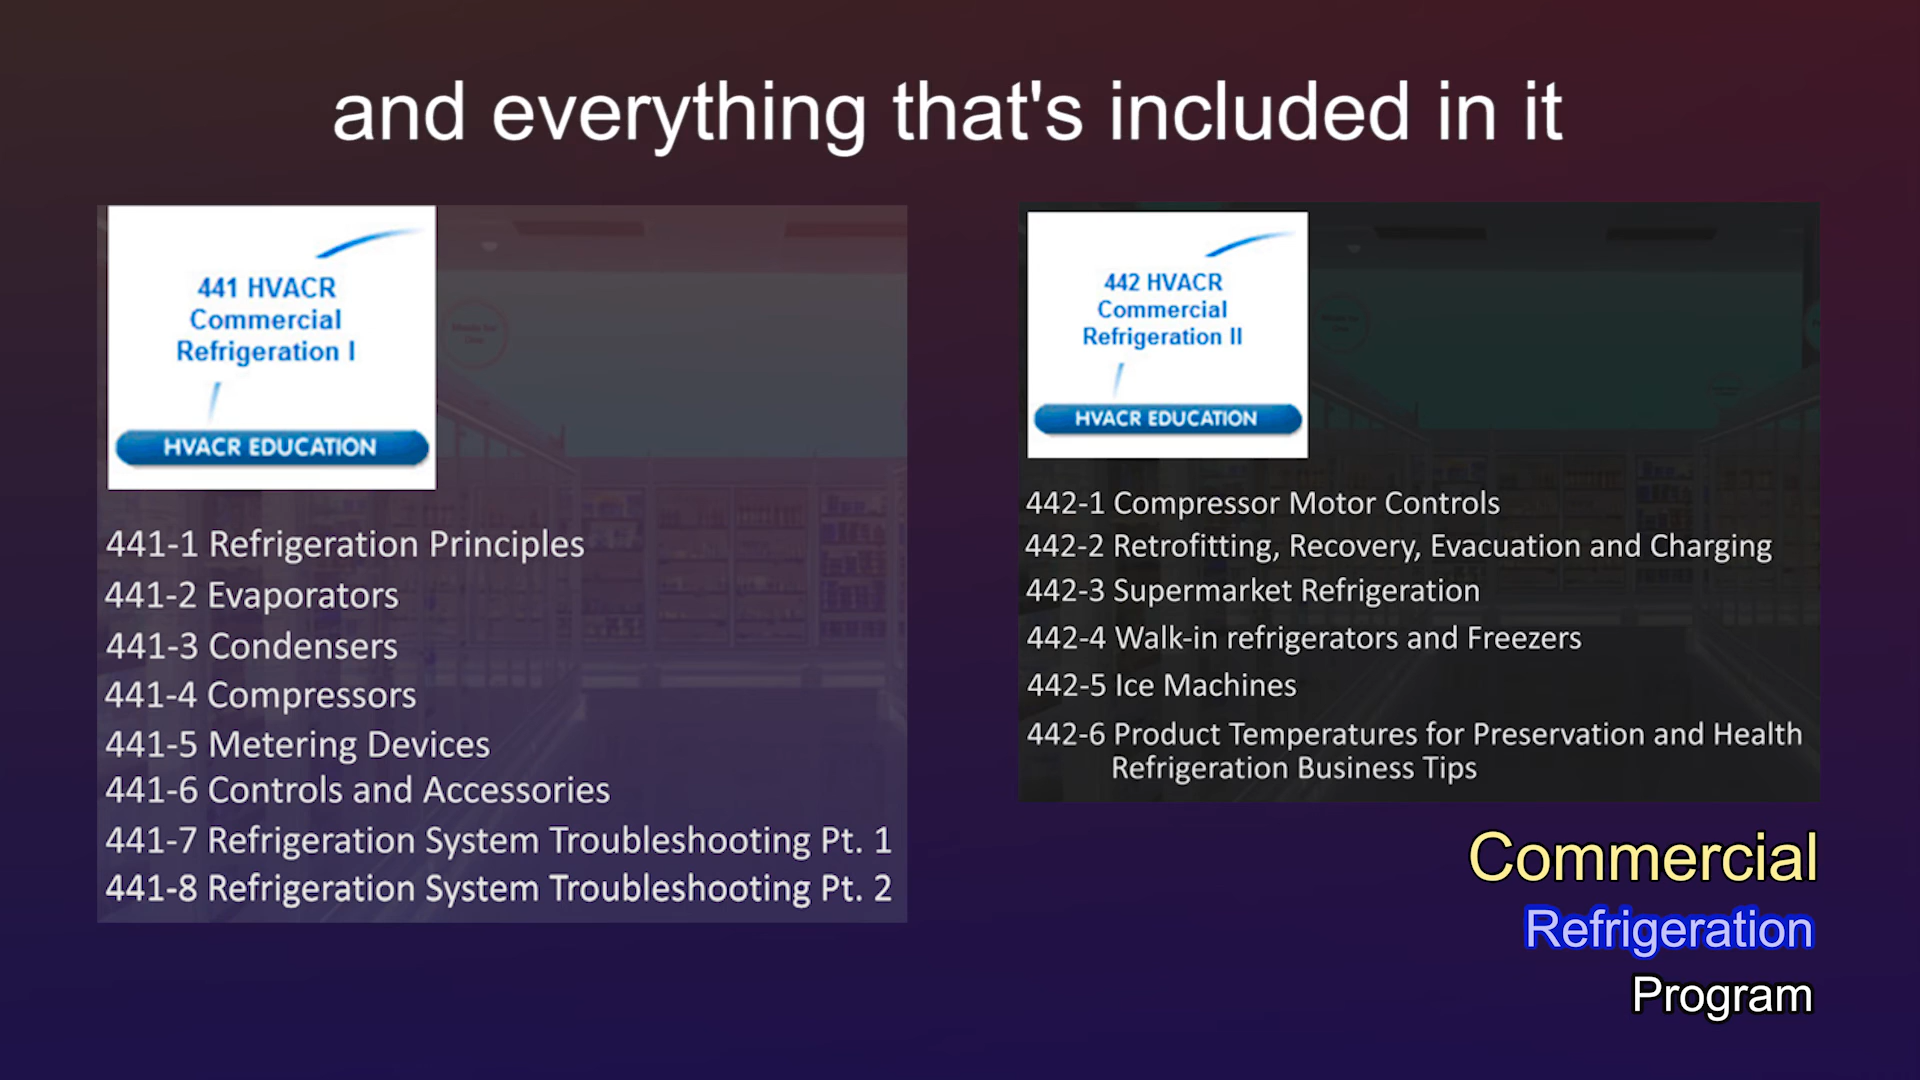 and everything that's included in it
441 HVACR
Commercial
Refrigeration I
HVACR EDUCATION
441-1 Refrigeration Principles
441-2 Evaporators
441-3 Condensers
441-4 Compressors
441-5 Metering Devices
441-6 Controls and Accessories
441-7 Refrigeration System Troubleshooting Pt. 1
441-8 Refrigeration System Troubleshooting Pt. 2
442 HVACR
Commercial
Refrigeration II
HVACR EDUCATION
442-1 Compressor Motor Controls
442-2 Retrofitting, Recovery, Evacuation and Charging
442-3 Supermarket Refrigeration
442-4 Walk-in refrigerators and Freezers
442-5 Ice Machines
442-6 Product Temperatures for Preservation and Health
Refrigeration Business Tips
Commercial
Refrigeration
Program